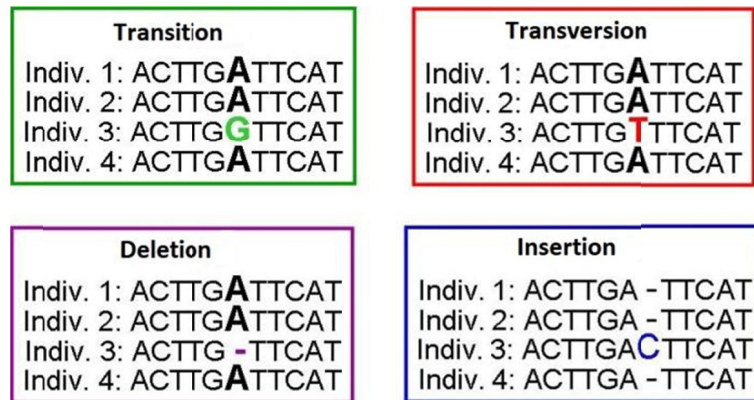 Transition
Indiv. 1: ACTTGATTCAT
Indiv. 2: ACTTGATTCAT
Indiv. 3: ACTTGGTTCAT
Indiv. 4: ACTTGATTCAT
Transversion
Indiv. 1: ACTTGATTCAT
Indiv. 2: ACTTGATTCAT
Indiv. 3: ACTTGTTTCAT
Indiv. 4: ACTTGATTCAT
Deletion
Indiv. 1: ACTTGATTCAT
Indiv. 2: ACTTGATTCAT
Indiv. 3: ACTTG -TTCAT
Indiv. 4: ACTTGATTCAT
Insertion
Indiv. 1: ACTTGA -TTCAT
Indiv. 2: ACTTGA -TTCAT
Indiv. 3: ACTTGACTTCAT
Indiv. 4: ACTTGA -TTCAT